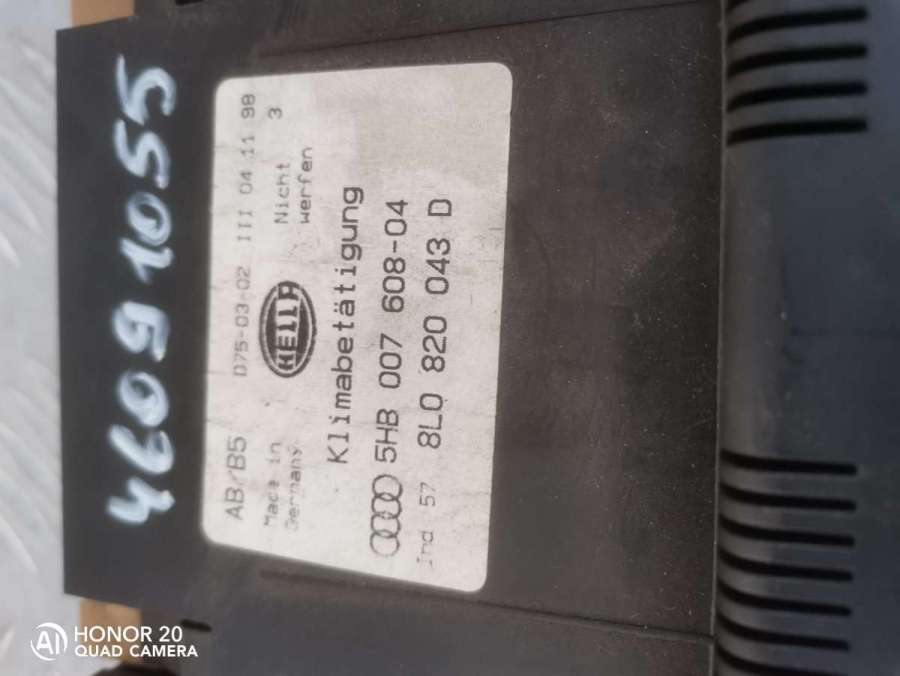 46091055
AB/B5 D75-03-02 III 04 11 98
Made in Germany
HELLA
Nicht werfen
3
Klimabetätigung
5HB 007 608-04
Ind 57 8L0 820 043 D
HONOR 20
QUAD CAMERA
AI